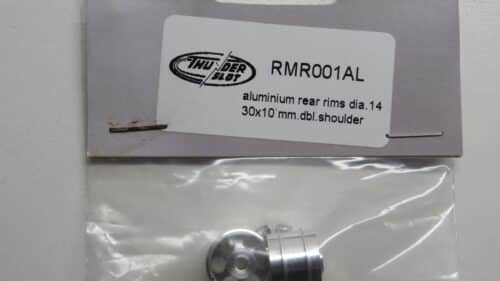 THUNDER
SLOT
RMR001AL
aluminium rear rims dia.14
30x10 mm.dbl.shoulder